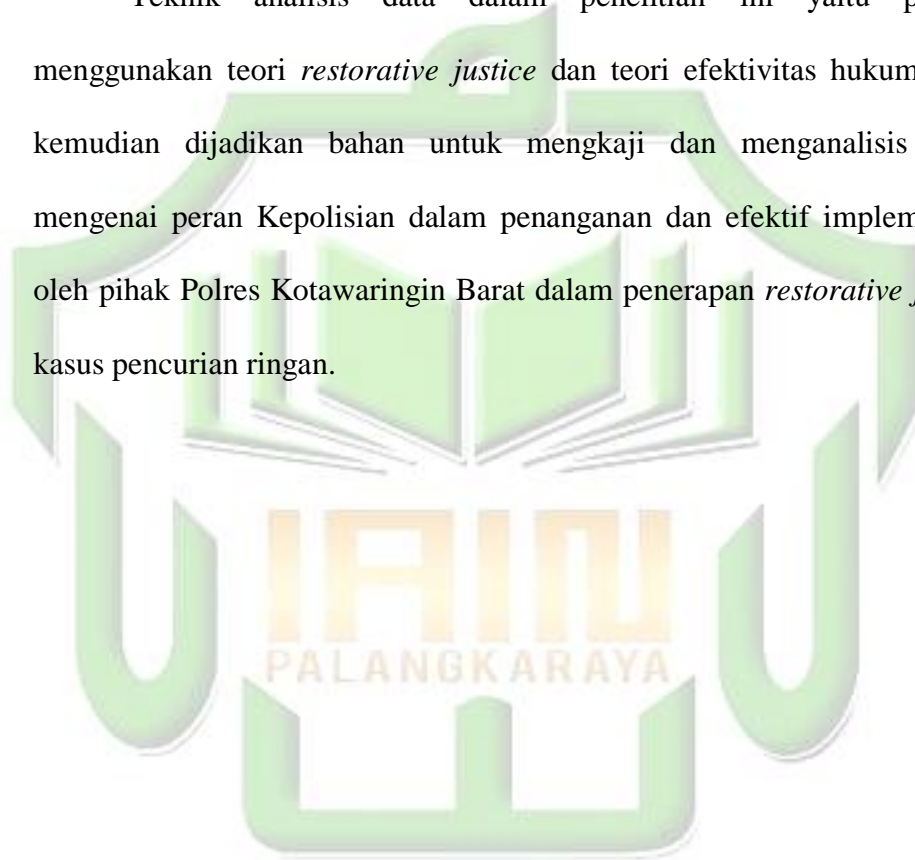 Teknik analisis data dalam penelitian ini yaitu
menggunakan teori restorative justice dan teori efektivitas hukum
kemudian dijadikan bahan untuk mengkaji dan menganalisis
mengenai peran Kepolisian dalam penanganan dan efektif
oleh pihak Polres Kotawaringin Barat dalam penerapan restorative
kasus pencurian ringan.
IAIN
PALANGKARAYA